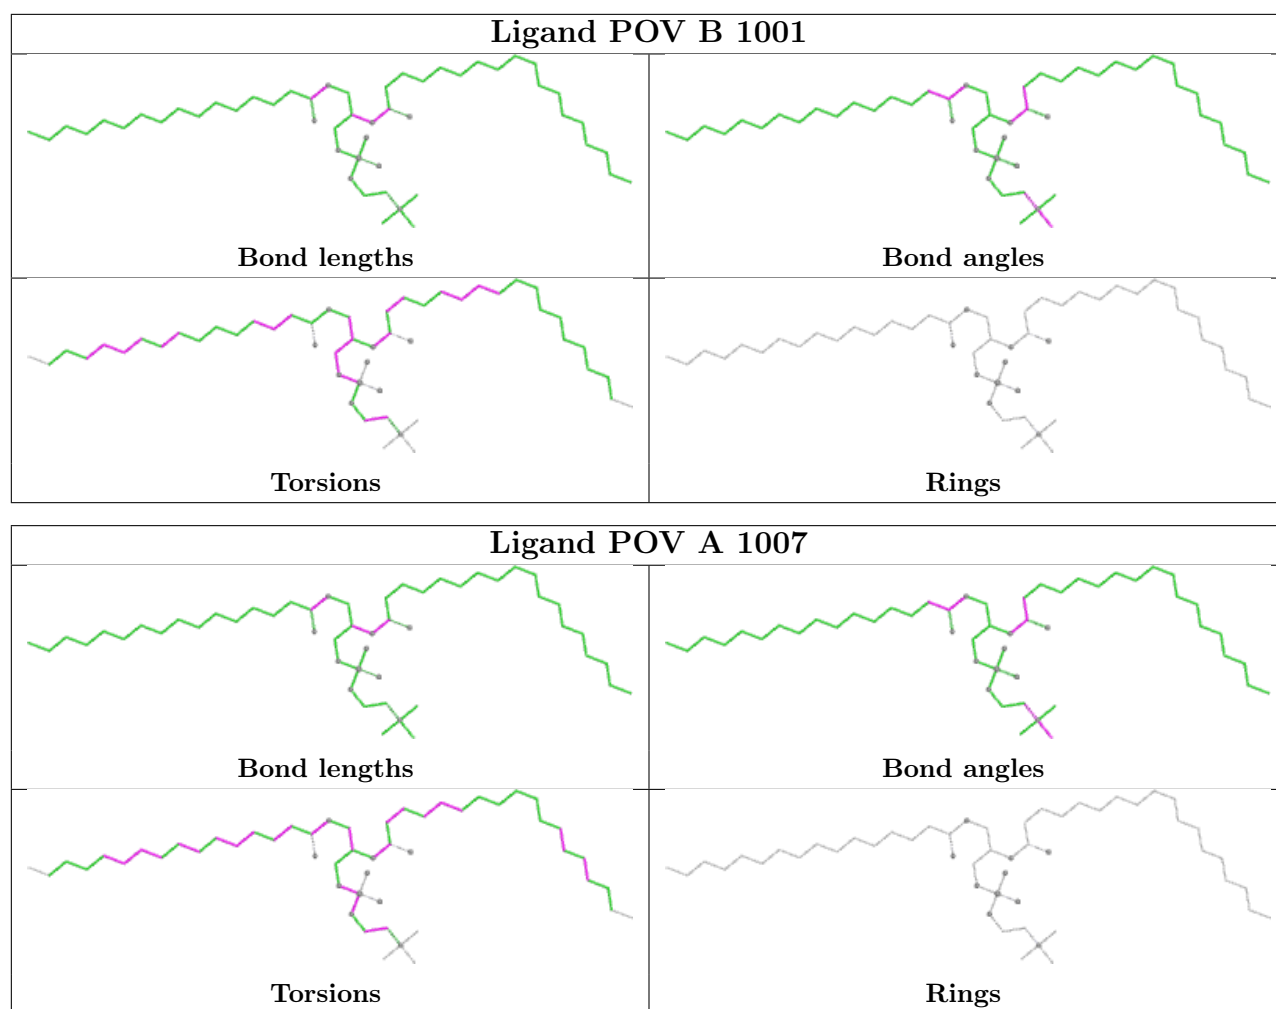 Ligand POV B 1001
Bond lengths
Bond angles
Torsions
Rings
Ligand POV A 1007
Bond lengths
Bond angles
Torsions
Rings